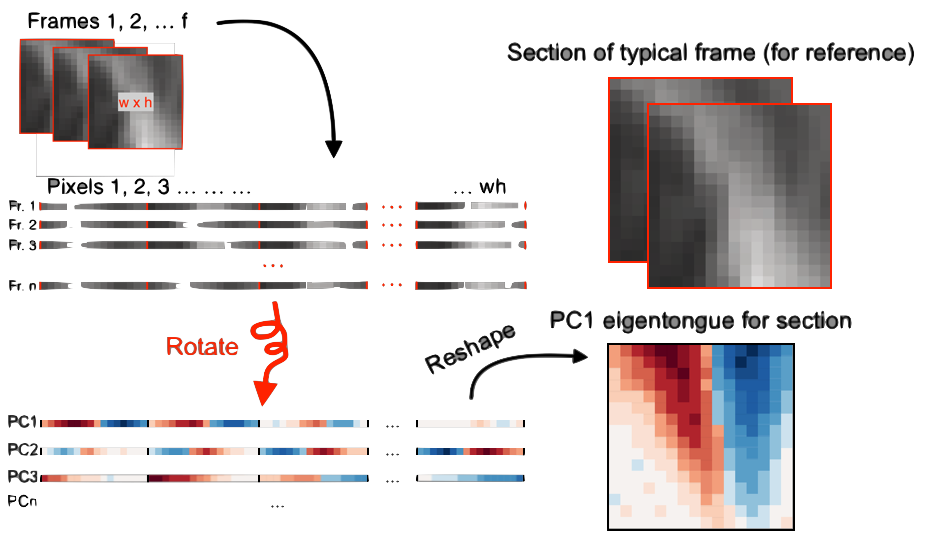 Frames 1, 2, ... f
Section of typical frame (for reference)
w x h
Pixels 1, 2, 3 ... ... ...
... wh
Fr. 1
...
Fr. 2
...
Fr. 3
...
...
Fr. n
...
Rotate
Reshape
PC1 eigentongue for section
PC1
...
PC2
...
PC3
...
PCn
...